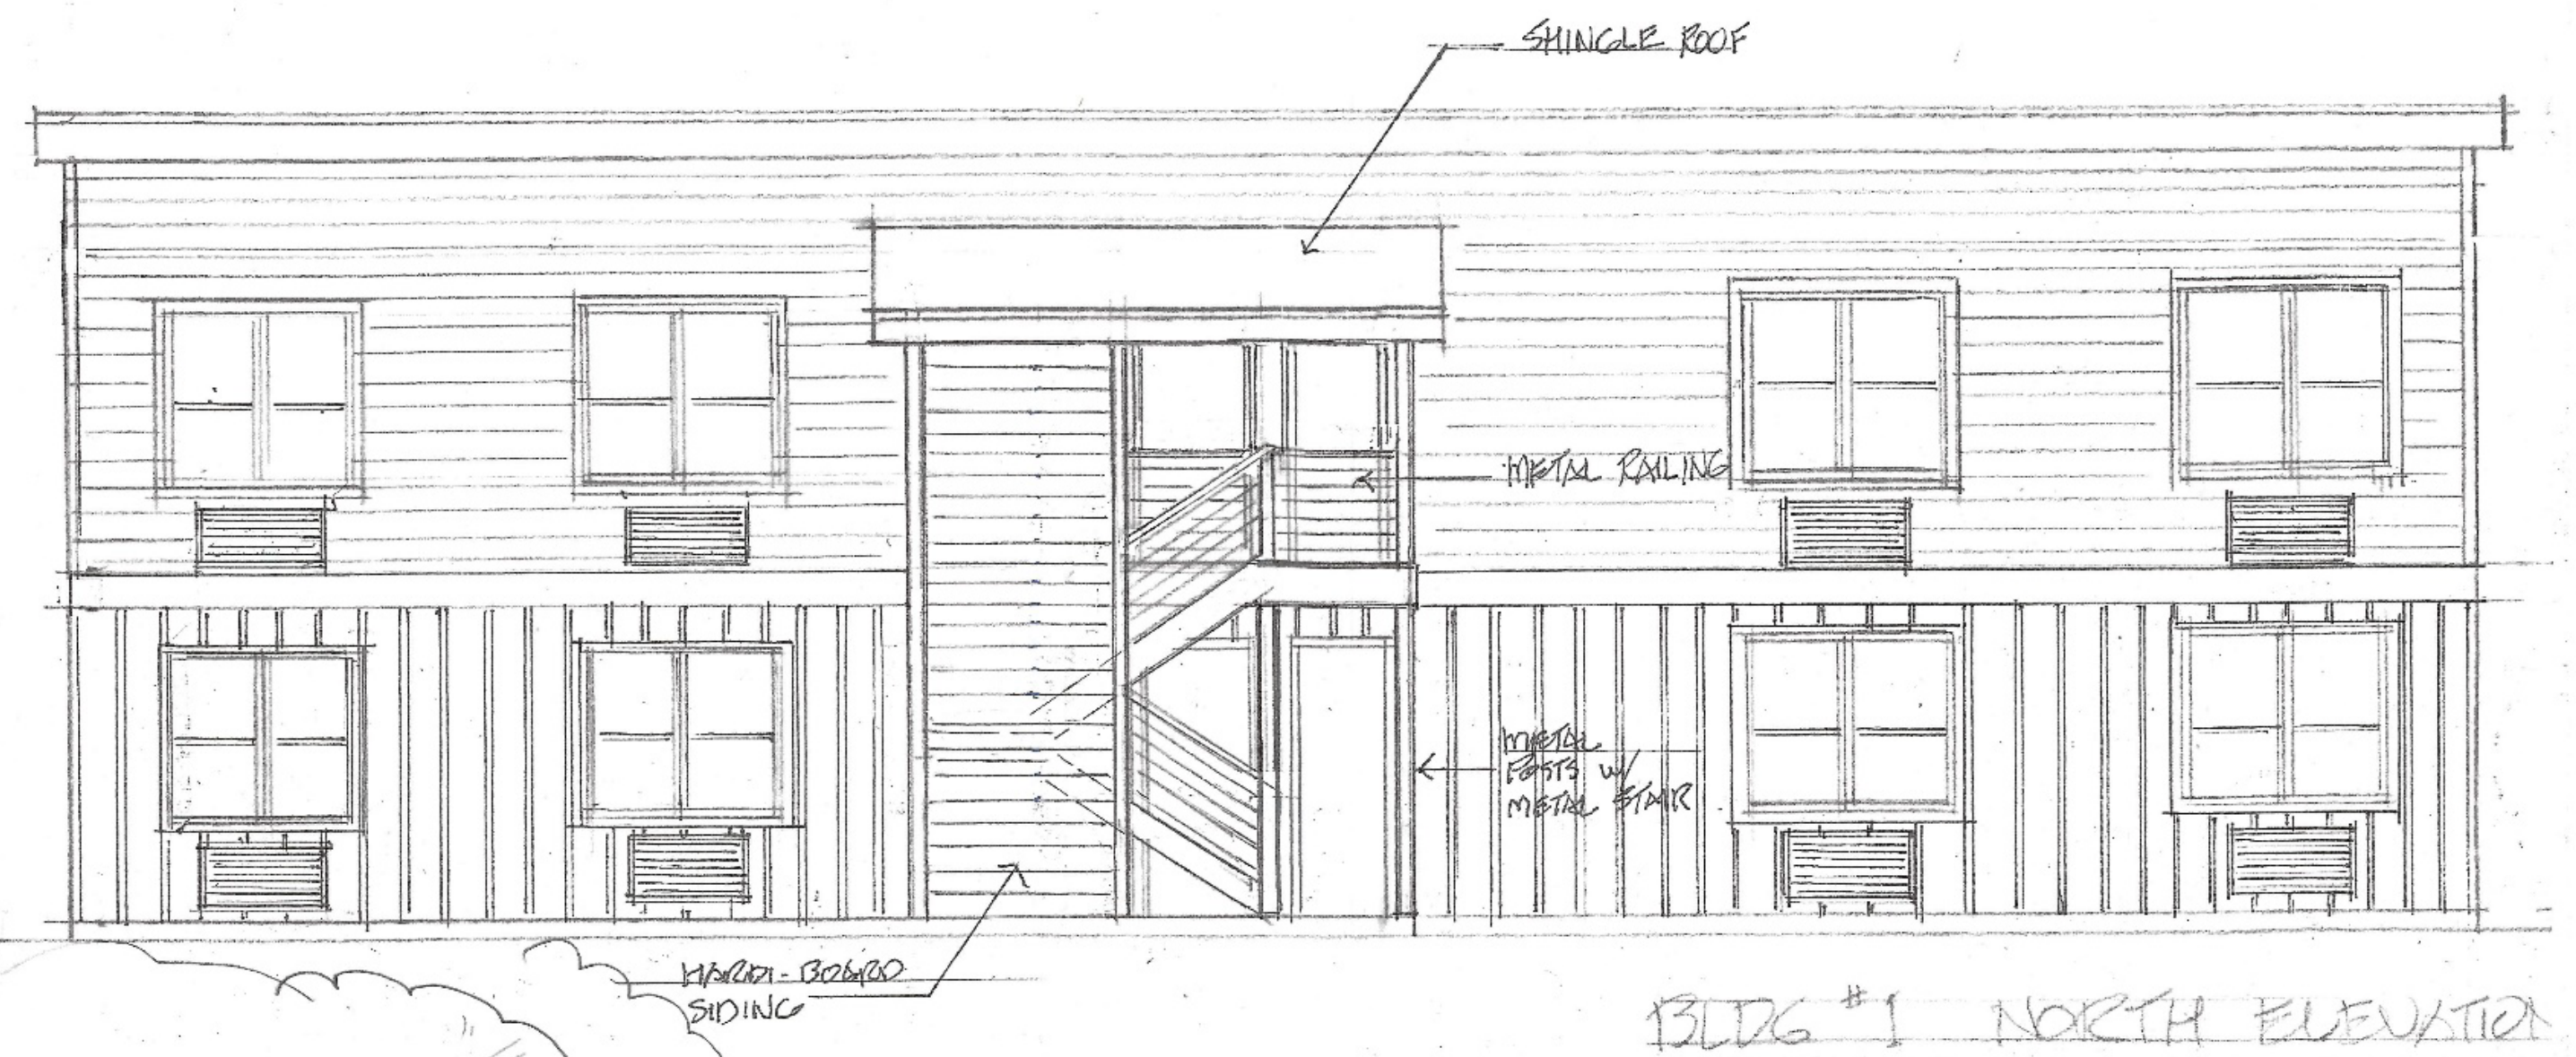 SHINGLE ROOF
METAL RAILING
METAL
POSTS w/
METAL STAIR
HARDI-BOARD
SIDING
BLDG #1 NORTH ELEVATION